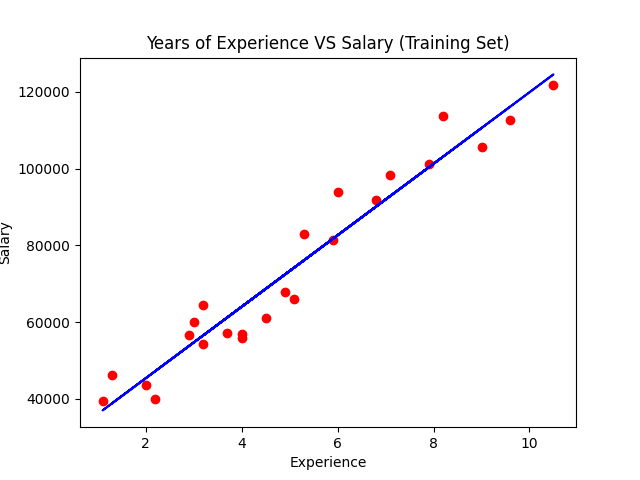 Years of Experience VS Salary (Training Set)
120000
100000
80000
60000
40000
Salary
2 4 6 8 10
Experience